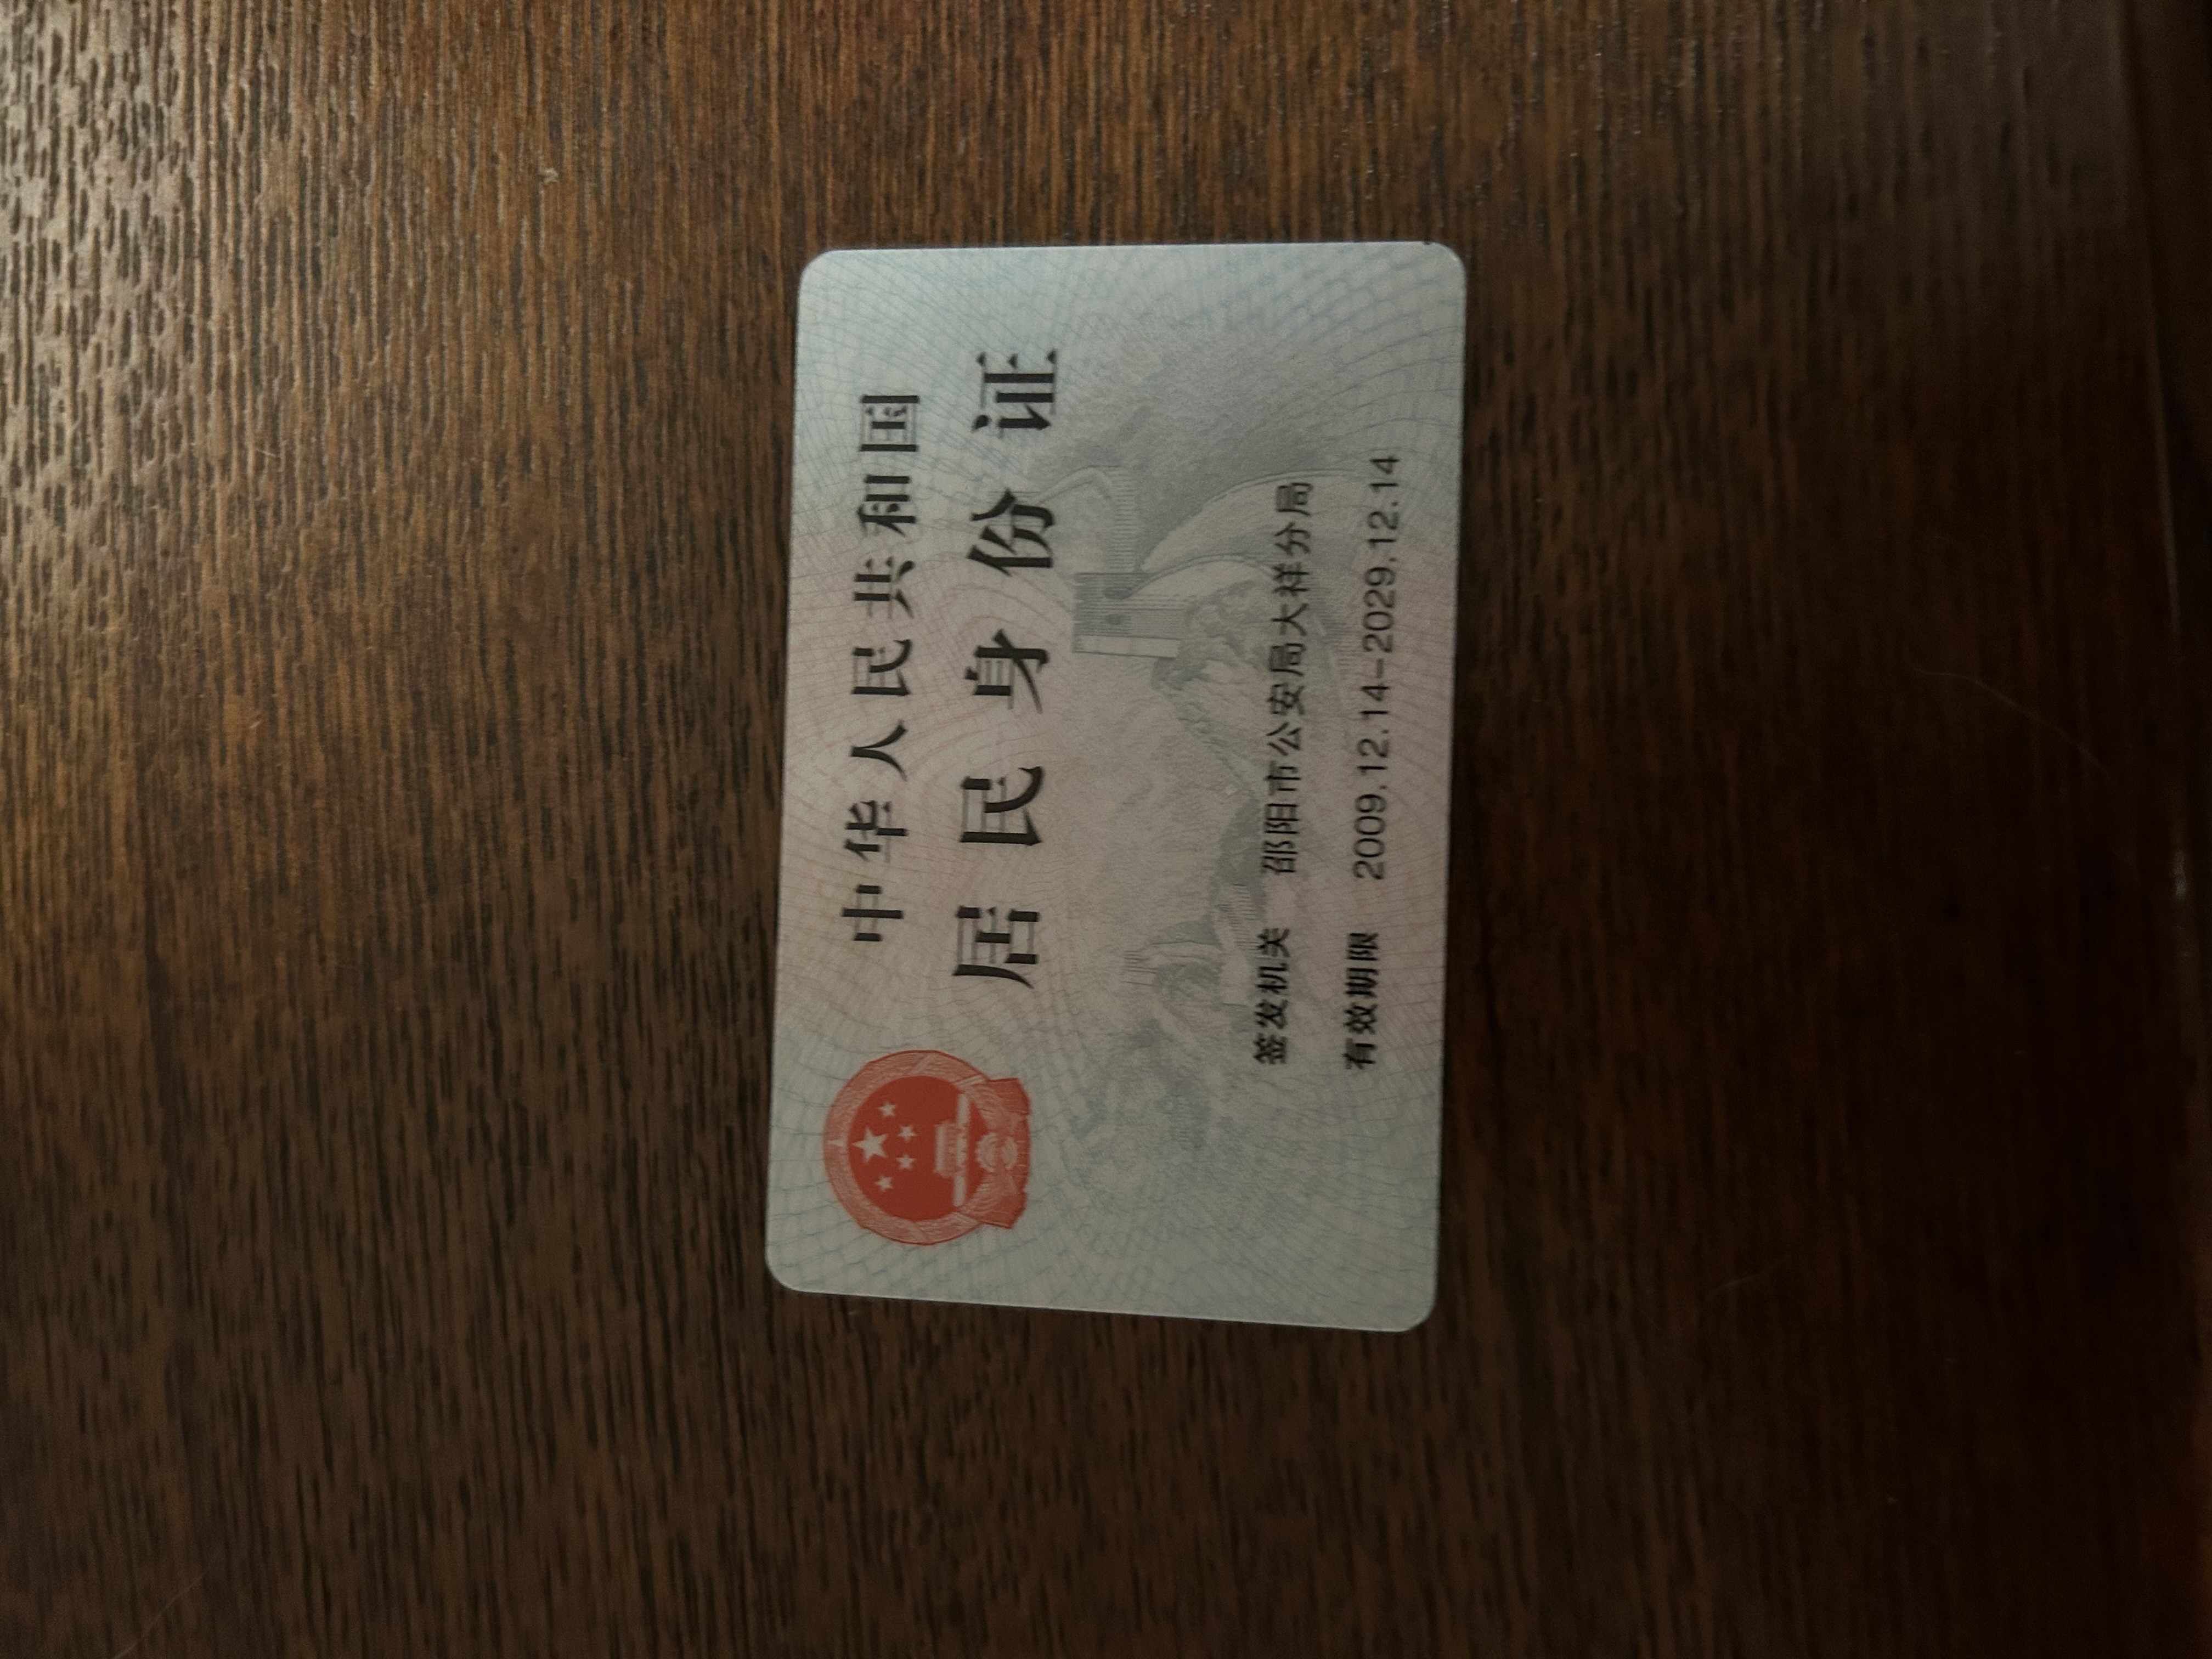 中华人民共和国
居民身份证
签发机关 邵阳市公安局大祥分局
有效期限 2009.12.14-2029.12.14